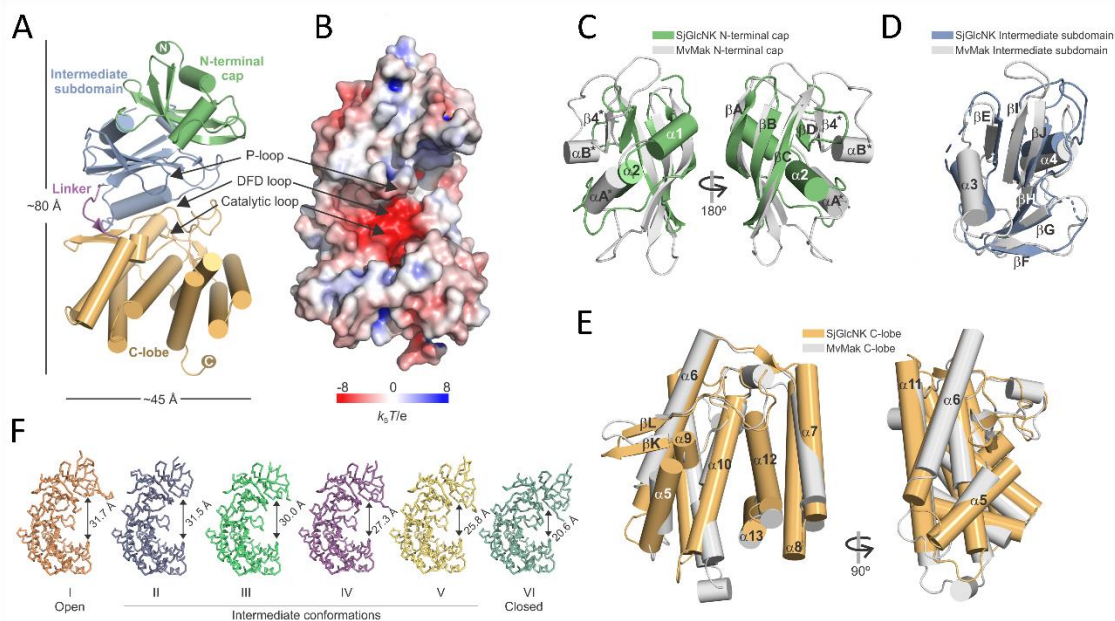 A
N
N-terminal
cap
Intermediate
subdomain
P-loop
Linker
DFD loop
Catalytic loop
~80 Å
C-lobe
C
~45 Å
B
-8 0 8
kBT/e
C
SjGlcNK N-terminal cap
MvMak N-terminal cap
β4*
αB*
α1
α2
αA*
180º
βA
βB
βD
β4*
βC
αB*
α2
αA*
D
SjGlcNK Intermediate subdomain
MvMak Intermediate subdomain
βE
βI
βJ
α4
α3
βH
βG
βF
E
SjGlcNK C-lobe
MvMak C-lobe
α6
βL
βK
α9
α7
α10
α12
α5
α13
α8
90º
α11
α6
α5
F
31.7 Å
31.5 Å
30.0 Å
27.3 Å
25.8 Å
20.6 Å
I II III IV V VI
Open Intermediate conformations Closed